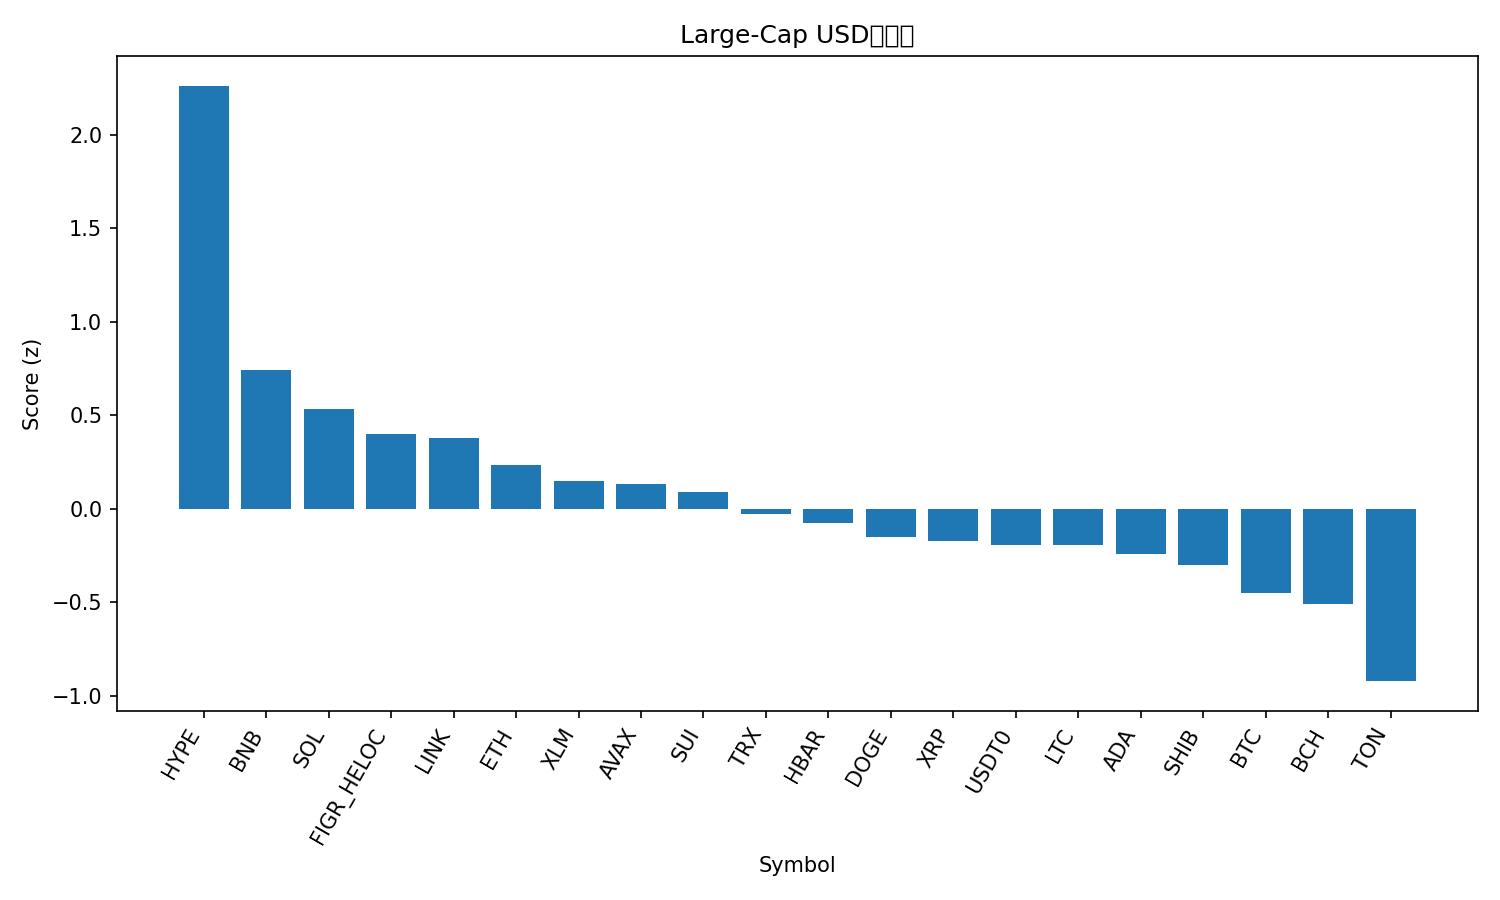 Large-Cap USD
Score (z)
2.0
1.5
1.0
0.5
0.0
−0.5
−1.0
HYPE
BNB
SOL
FIGR_HELOC
LINK
ETH
XLM
AVAX
SUI
TRX
HBAR
DOGE
XRP
USDT0
LTC
ADA
SHIB
BTC
BCH
TON
Symbol